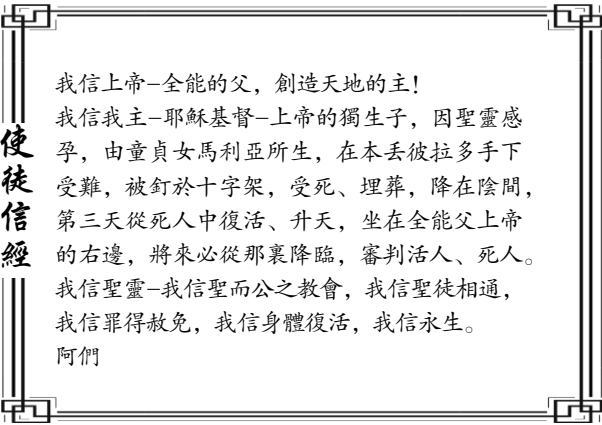 使徒信經
我信上帝–全能的父，創造天地的主！
我信我主–耶穌基督–上帝的獨生子，因聖靈感
孕，由童貞女馬利亞所生，在本丟彼拉多手下
受難，被釘於十字架，受死、埋葬，降在陰間，
第三天從死人中復活、升天，坐在全能父上帝
的右邊，將來必從那裏降臨，審判活人、死人。
我信聖靈–我信聖而公之教會，我信聖徒相通，
我信罪得赦免，我信身體復活，我信永生。
阿們